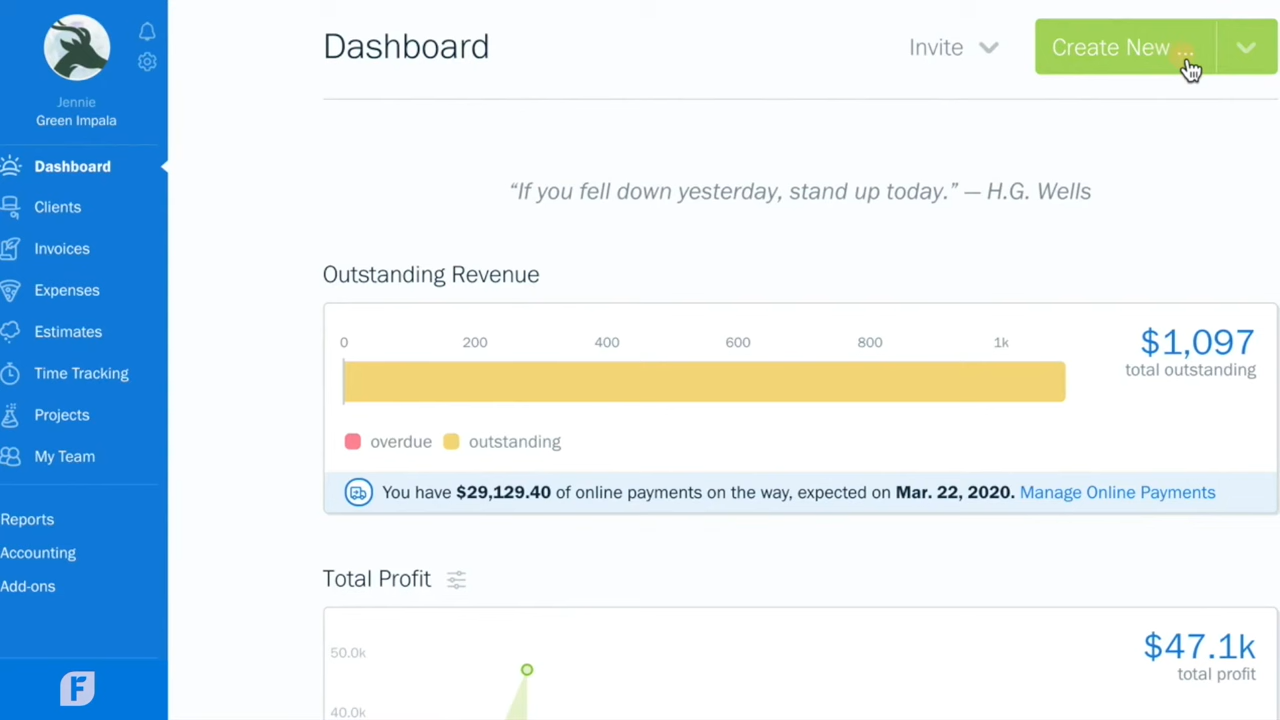 Jennie
Green Impala
Dashboard
Clients
Invoices
Expenses
Estimates
Time Tracking
Projects
My Team
Reports
Accounting
Add-ons
F
Dashboard
Invite
Create New ...
“If you fell down yesterday, stand up today.” — H.G. Wells
Outstanding Revenue
0 200 400 600 800 1k
$1,097
total outstanding
overdue outstanding
You have $29,129.40 of online payments on the way, expected on Mar. 22, 2020. Manage Online Payments
Total Profit
50.0k
40.0k
$47.1k
total profit